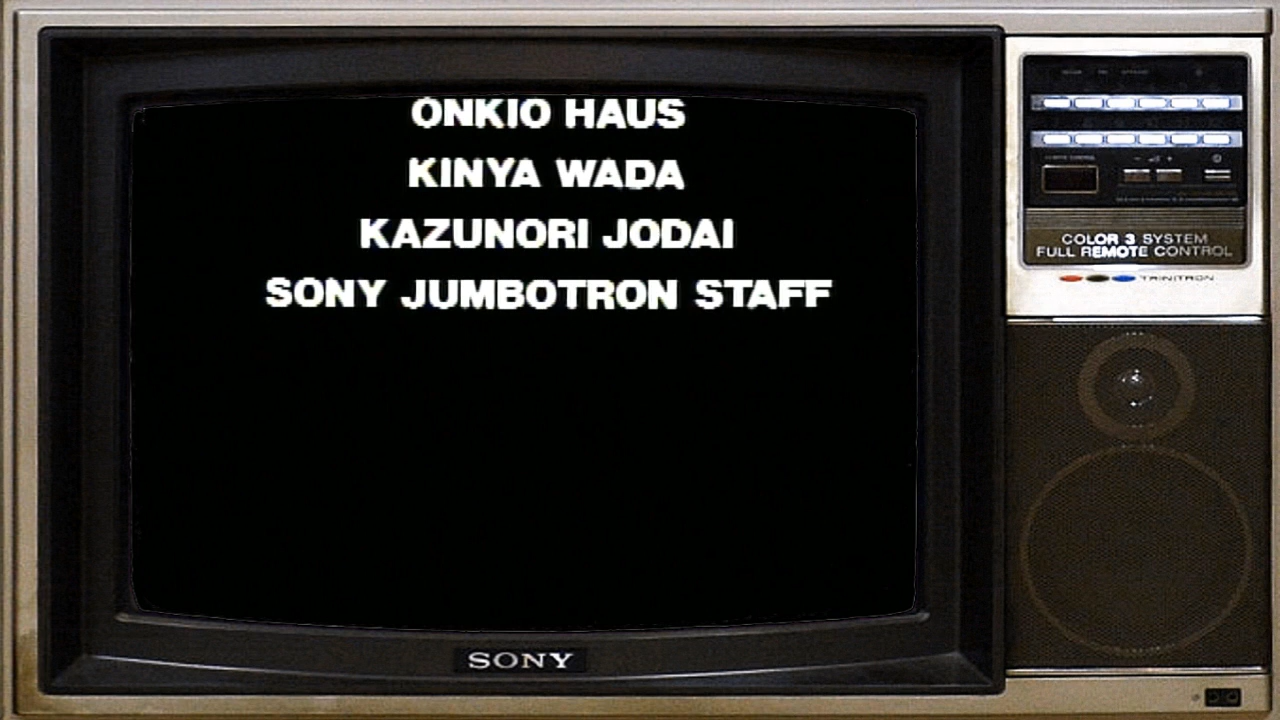 ONKIO HAUS
KINYA WADA
KAZUNORI JODAI
SONY JUMBOTRON STAFF
SONY
COLOR 3 SYSTEM
FULL REMOTE CONTROL
TRINITRON